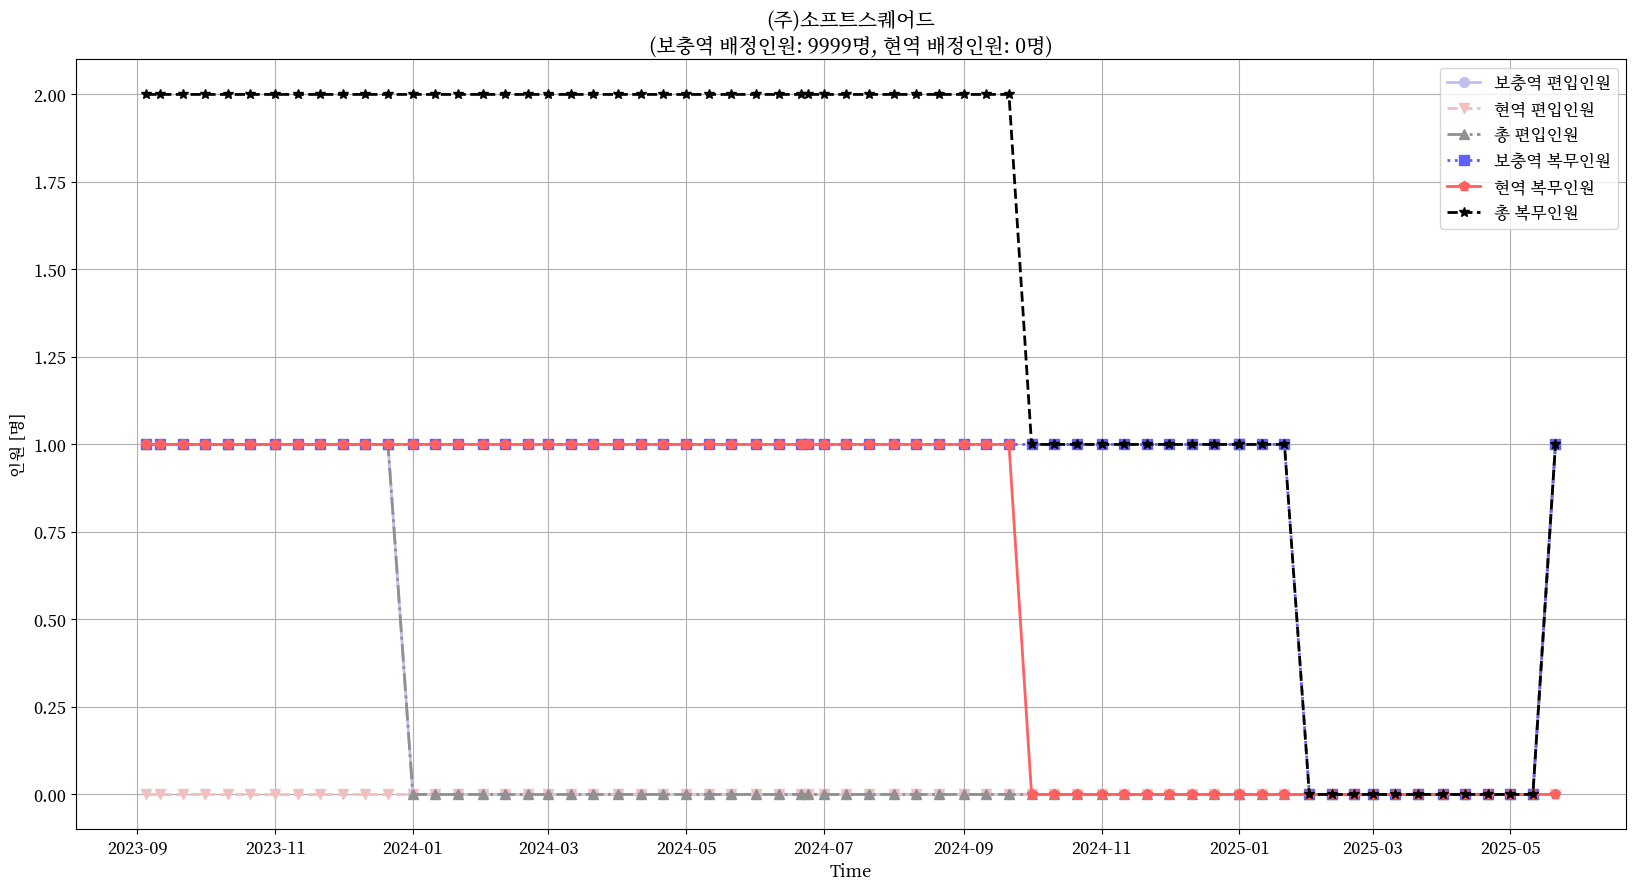 (주)소프트스퀘어드
(보충역 배정인원: 9999명, 현역 배정인원: 0명)
보충역 편입인원
현역 편입인원
총 편입인원
보충역 복무인원
현역 복무인원
총 복무인원
인원 [명]
2.00
1.75
1.50
1.25
1.00
0.75
0.50
0.25
0.00
2023-09 2023-11 2024-01 2024-03 2024-05 2024-07 2024-09 2024-11 2025-01 2025-03 2025-05
Time